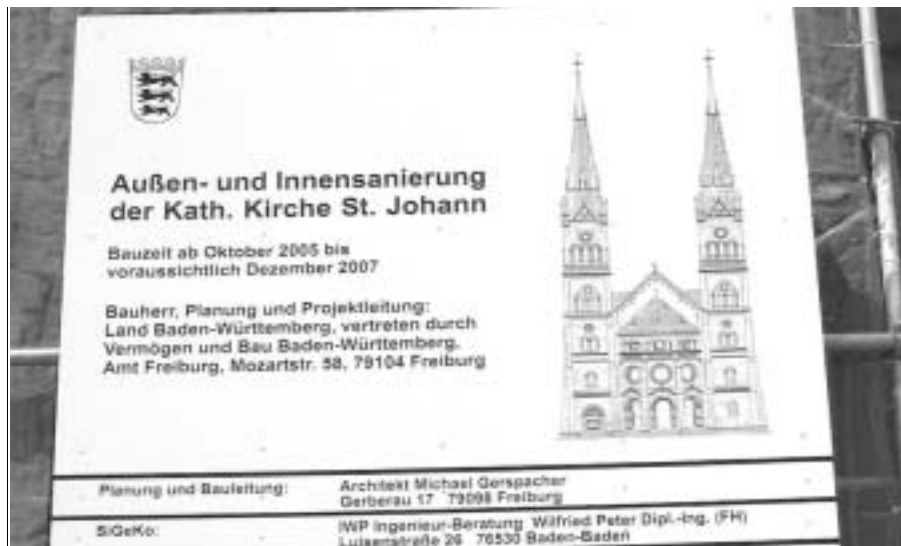 Außen- und Innensanierung
der Kath. Kirche St. Johann
Bauzeit ab Oktober 2005 bis
voraussichtlich Dezember 2007
Bauherr, Planung und Projektleitung:
Land Baden-Württemberg, vertreten durch
Vermögen und Bau Baden-Württemberg.
Amt Freiburg, Mozartstr. 58, 79104 Freiburg
Planung und Bauleitung: Architekt Michael Gerspacher
Gerberau 17 79098 Freiburg
SiGeKo: IWP Ingenieur-Beratung Wilfried Peter Dipl.-Ing. (FH)
Luisenstraße 26 76530 Baden-Baden